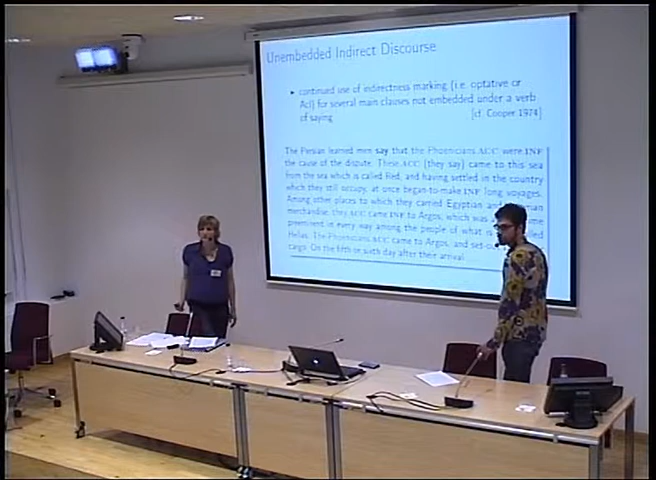 Unembedded Indirect Discourse
continued use of indirectness marking (i.e. optative or
AcI) for several main clauses not embedded under a verb
of saying [cf. Cooper 1974]
The Persian learned men say that the Phoenicians.ACC were.INF
the cause of the dispute. These.ACC (they say) came to this sea
from the sea which is called Red, and having settled in the country
which they still occupy, at once began-to make.INF long voyages.
Among other places to which they carried Egyptian and
merchandise, they.ACC came.INF to Argos, which was
prominent in every way among the people of what is
Hellas. The Phoenicians.ACC came to Argos, and set
cargo. On the fifth or sixth day after their arrival